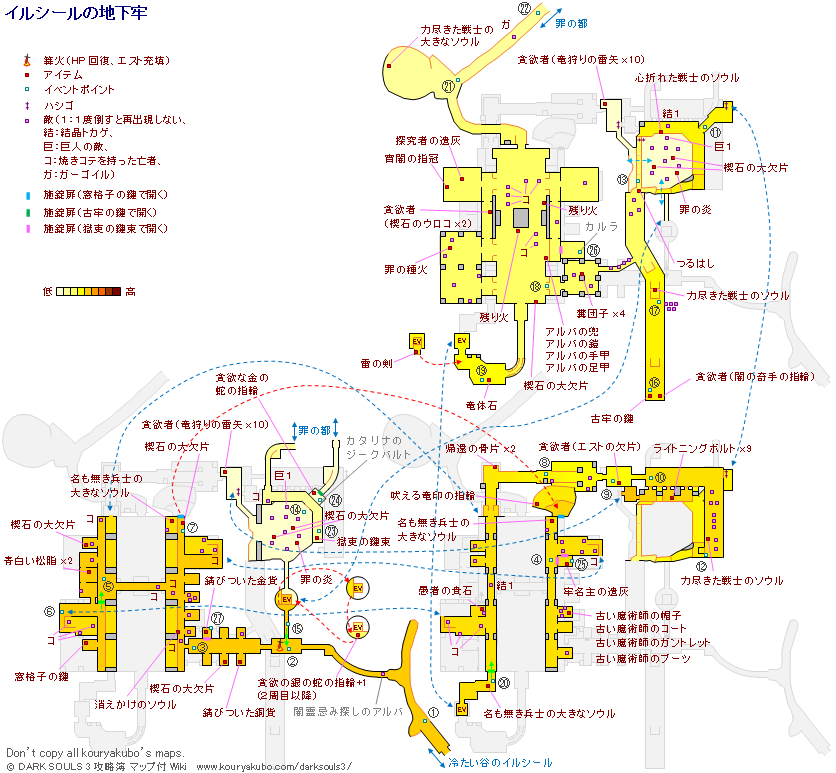 イルシールの地下牢
篝火(HP回復、エスト充填)
アイテム
イベントポイント
ハシゴ
敵(1:1度倒すと再出現しない、
結:結晶トカゲ、
巨:巨人の敵、
コ:焼きコテを持った亡者、
ガ:ガーゴイル)
施錠扉(窓格子の鍵で開く)
施錠扉(古牢の鍵で開く)
施錠扉(獄吏の鍵束で開く)
低
高
㉒
罪の都
ガ
力尽きた戦士の
大きなソウル
㉑
貪欲者(竜狩りの雷矢×10)
心折れた戦士のソウル
結1
⑪
巨1
楔石の大欠片
⑬
罪の炎
探究者の遺灰
宵闇の指冠
コ
残り火
貪欲者
(楔石のウロコ×2)
カルラ
㉖
コ
罪の種火
⑱
つるはし
糞団子×4
力尽きた戦士のソウル
⑰
残り火
アルバの兜
アルバの鎧
アルバの手甲
アルバの足甲
楔石の大欠片
EV
EV
雷の剣
⑲
竜体石
貪欲者(闇の奇手の指輪)
⑯
古牢の鍵
貪欲な金の
蛇の指輪
貪欲者(竜狩りの雷矢×10)
罪の都
カタリナの
ジークバルト
楔石の大欠片
巨1
コ
㉔
⑭
楔石の大欠片
㉓
獄吏の鍵束
罪の炎
名も無き兵士の
大きなソウル
コ
コ
⑦
楔石の大欠片
コ
青白い松脂×2
⑤
錆びついた金貨
コ
コ
⑥
㉗
コ
③
EV
EV
EV
⑮
②
窓格子の鍵
消えかけのソウル
楔石の大欠片
錆びついた銅貨
貪欲の銀の蛇の指輪+1
(2周目以降)
闇霊忌み探しのアルバ
①
冷たい谷のイルシール
帰還の骨片×2
貪欲者(エストの欠片)
ライトニングボルト×9
⑧
⑩
⑨
吠える竜印の指輪
名も無き兵士の
大きなソウル
コ
④
コ
㉕
⑫
力尽きた戦士のソウル
牢名主の遺灰
愚者の貴石
結1
コ
古い魔術師の帽子
古い魔術師のコート
古い魔術師のガントレット
古い魔術師のブーツ
⑳
EV
名も無き兵士の大きなソウル
Don't copy all kouryakubo's maps.
© DARK SOULS 3 攻略簿 マップ付 Wiki www.kouryakubo.com/darksouls3/